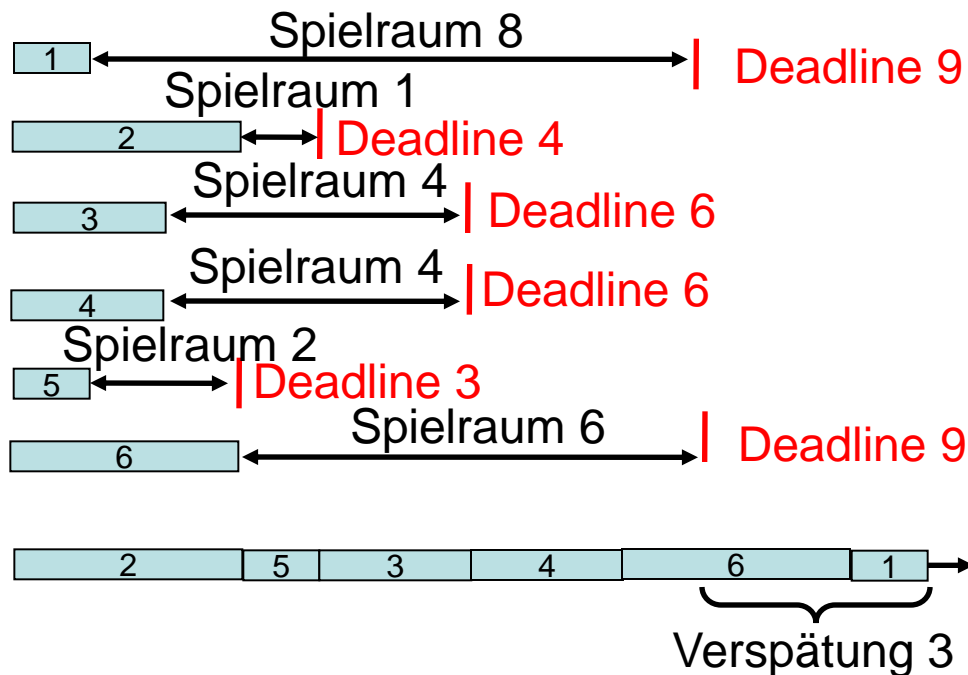 Spielraum 8
1
Deadline 9
Spielraum 1
2
Deadline 4
Spielraum 4
3
Deadline 6
Spielraum 4
4
Deadline 6
Spielraum 2
5
Deadline 3
Spielraum 6
6
Deadline 9
2 5 3 4 6 1
Verspätung 3